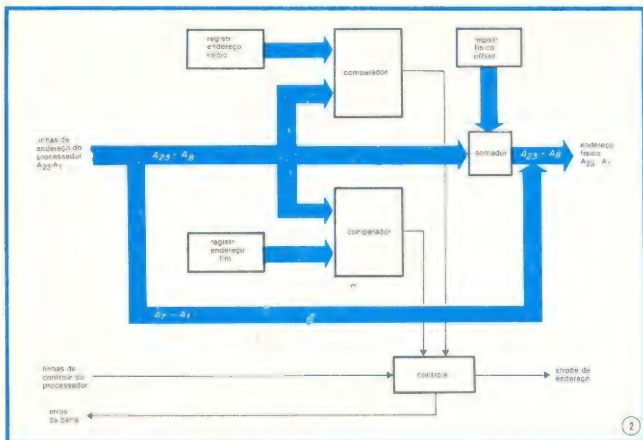 registr.
endereço
início
comparador
registr.
físico
offset
linhas de
endereço do
processador
A23-A1
A23 - A8
somador
A23 - A8
endereço
físico
A23 - A1
comparador
registr.
endereço
fim
A7 - A1
linhas de
controle do
processador
controle
strobe de
endereço
erros
da barra
2